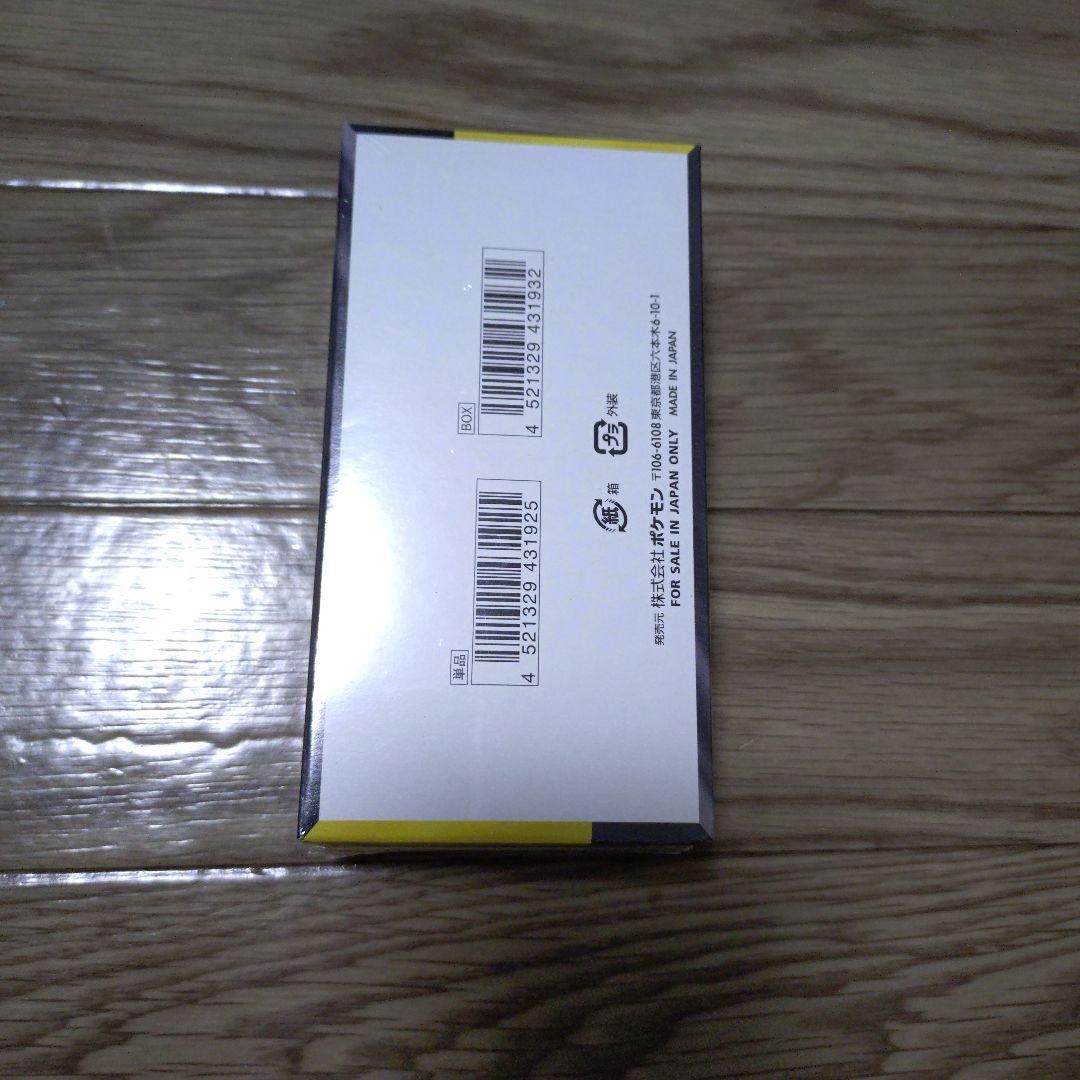 単品
4 521329 431925
BOX
4 521329 431932
紙 箱
プラ 外装
発売元 株式会社ポケモン 〒106-6108 東京都港区六本木6-10-1
FOR SALE IN JAPAN ONLY MADE IN JAPAN